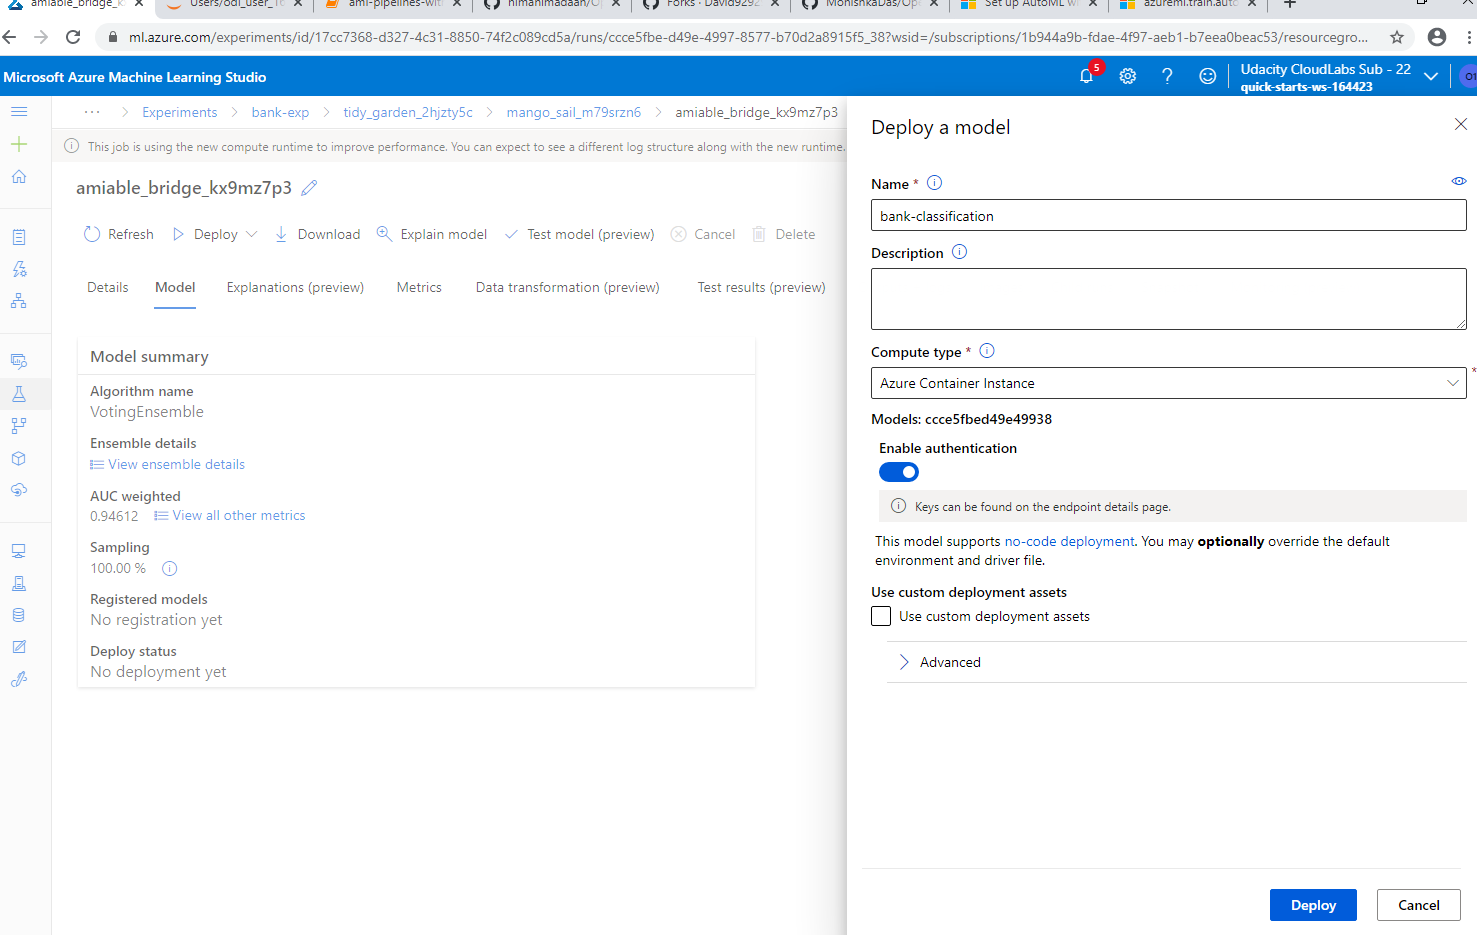 amiable_bridge_k
Users/odl_user_16
aml-pipelines-with
nimanimadaan/Op
Forks · David9292
MonishkaDas/Ope
Set up AutoML w
azureml.train.auto
ml.azure.com/experiments/id/17cc7368-d327-4c31-8850-74f2c089cd5a/runs/ccce5fbe-d49e-4997-8577-b70d2a8915f5_38?wsid=/subscriptions/1b944a9b-fdae-4f97-aeb1-b7eea0beac53/resourcegro...
Microsoft Azure Machine Learning Studio
5
Udacity CloudLabs Sub - 22
quick-starts-ws-164423
··· > Experiments > bank-exp > tidy_garden_2hjzty5c > mango_sail_m79srzn6 > amiable_bridge_kx9mz7p3
This job is using the new compute runtime to improve performance. You can expect to see a different log structure along with the new runtime.
amiable_bridge_kx9mz7p3
Refresh Deploy Download Explain model Test model (preview) Cancel Delete
Details Model Explanations (preview) Metrics Data transformation (preview) Test results (preview)
Model summary
Algorithm name
VotingEnsemble
Ensemble details
View ensemble details
AUC weighted
0.94612 View all other metrics
Sampling
100.00 %
Registered models
No registration yet
Deploy status
No deployment yet
Deploy a model
Name *
bank-classification
Description
Compute type *
Azure Container Instance
*
Models: ccce5fbed49e49938
Enable authentication
Keys can be found on the endpoint details page.
This model supports no-code deployment. You may optionally override the default
environment and driver file.
Use custom deployment assets
Use custom deployment assets
Advanced
Deploy Cancel